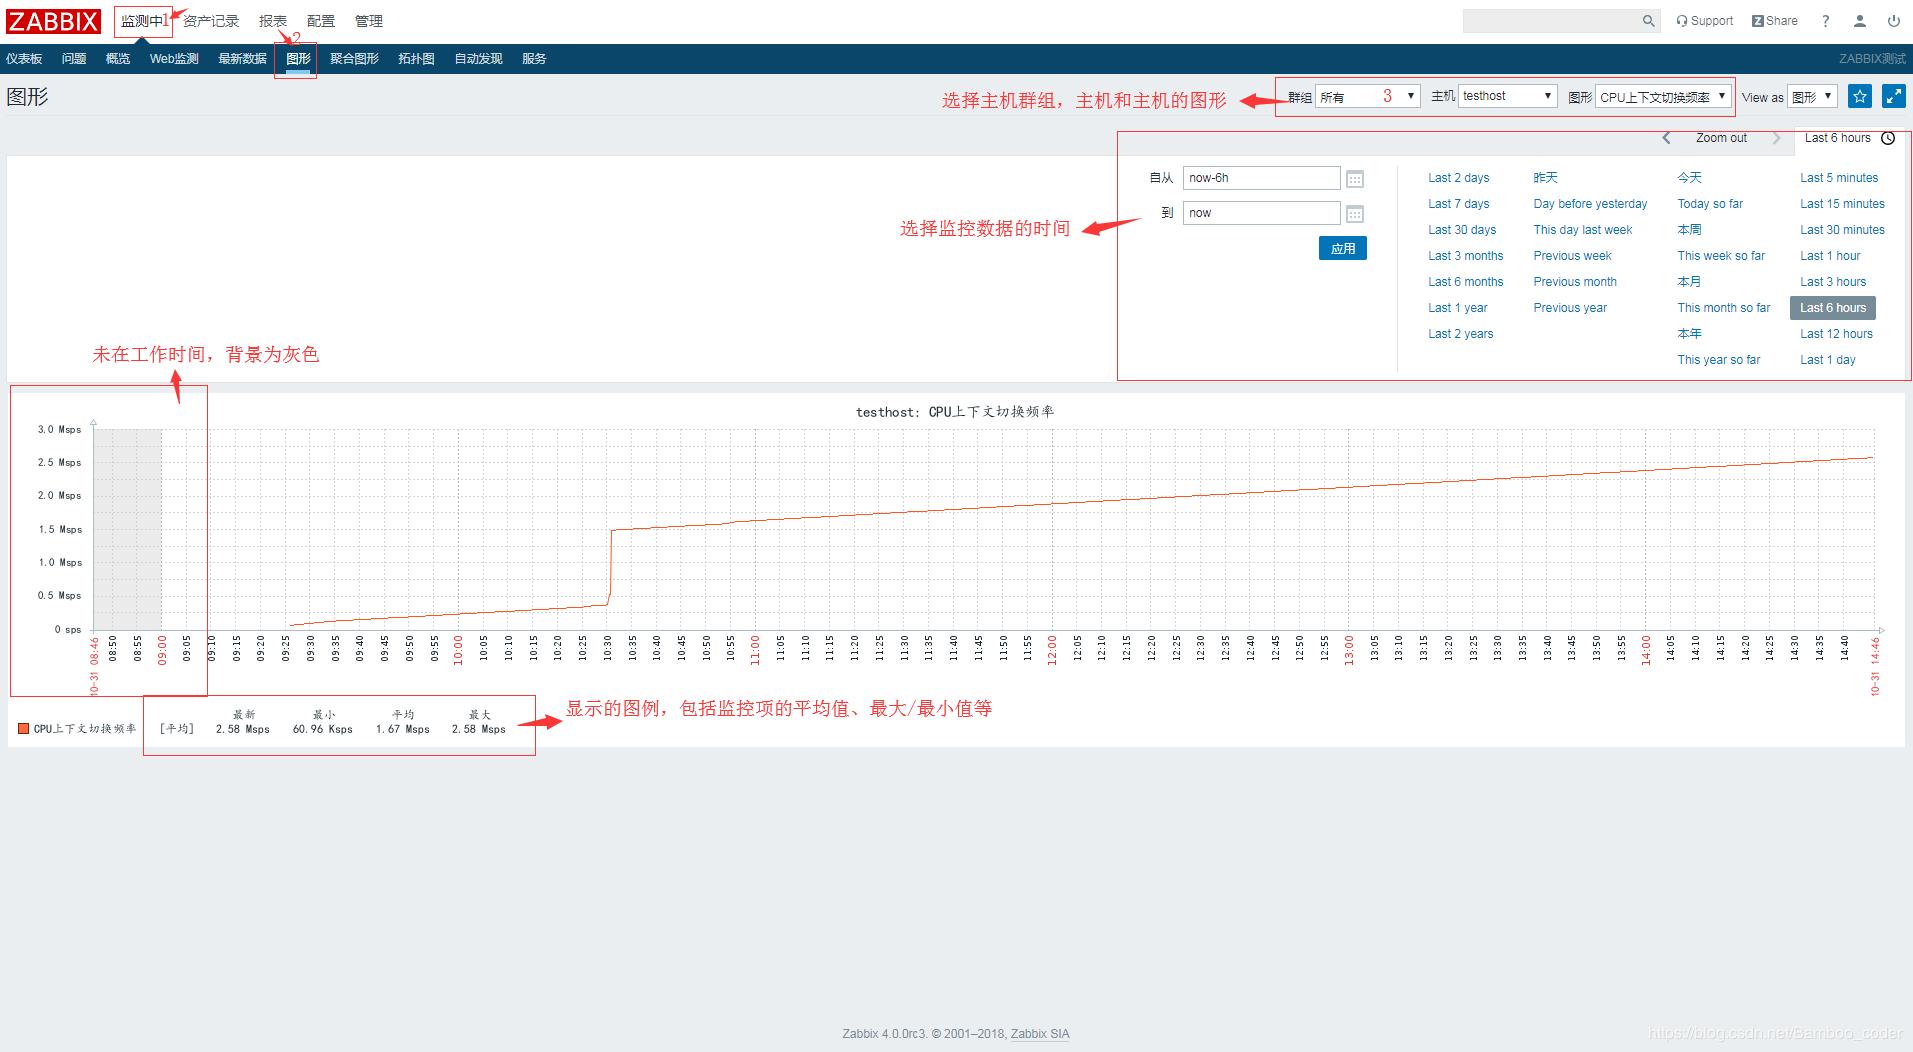 ZABBIX 监测中 1 资产记录 报表 配置 管理 Support Z Share ?
2
仪表板 问题 概览 Web监测 最新数据 图形 聚合图形 拓扑图 自动发现 服务 ZABBIX测试
图形 选择主机群组，主机和主机的图形 群组 所有 3 主机 testhost 图形 CPU上下文切换频率 View as 图形
Zoom out Last 6 hours
自从 now-6h Last 2 days 昨天 今天 Last 5 minutes
到 now Last 7 days Day before yesterday Today so far Last 15 minutes
选择监控数据的时间 Last 30 days This day last week 本周 Last 30 minutes
应用 Last 3 months Previous week This week so far Last 1 hour
Last 6 months Previous month 本月 Last 3 hours
Last 1 year Previous year This month so far Last 6 hours
Last 2 years 本年 Last 12 hours
未在工作时间，背景为灰色 This year so far Last 1 day
testhost: CPU上下文切换频率
3.0 Msps
2.5 Msps
2.0 Msps
1.5 Msps
1.0 Msps
0.5 Msps
0 sps
10-31 08:46 08:50 08:55 09:00 09:05 09:10 09:15 09:20 09:25 09:30 09:35 09:40 09:45 09:50 09:55 10:00 10:05 10:10 10:15 10:20 10:25 10:30 10:35 10:40 10:45 10:50 10:55 11:00 11:05 11:10 11:15 11:20 11:25 11:30 11:35 11:40 11:45 11:50 11:55 12:00 12:05 12:10 12:15 12:20 12:25 12:30 12:35 12:40 12:45 12:50 12:55 13:00 13:05 13:10 13:15 13:20 13:25 13:30 13:35 13:40 13:45 13:50 13:55 14:00 14:05 14:10 14:15 14:20 14:25 14:30 14:35 14:40 10-31 14:46
显示的图例，包括监控项的平均值、最大/最小值等
最新 最小 平均 最大
CPU上下文切换频率 [平均] 2.58 Msps 60.96 Ksps 1.67 Msps 2.58 Msps
Zabbix 4.0.0rc3. © 2001–2018, Zabbix SIA
https://blog.csdn.net/Bamboo_coder